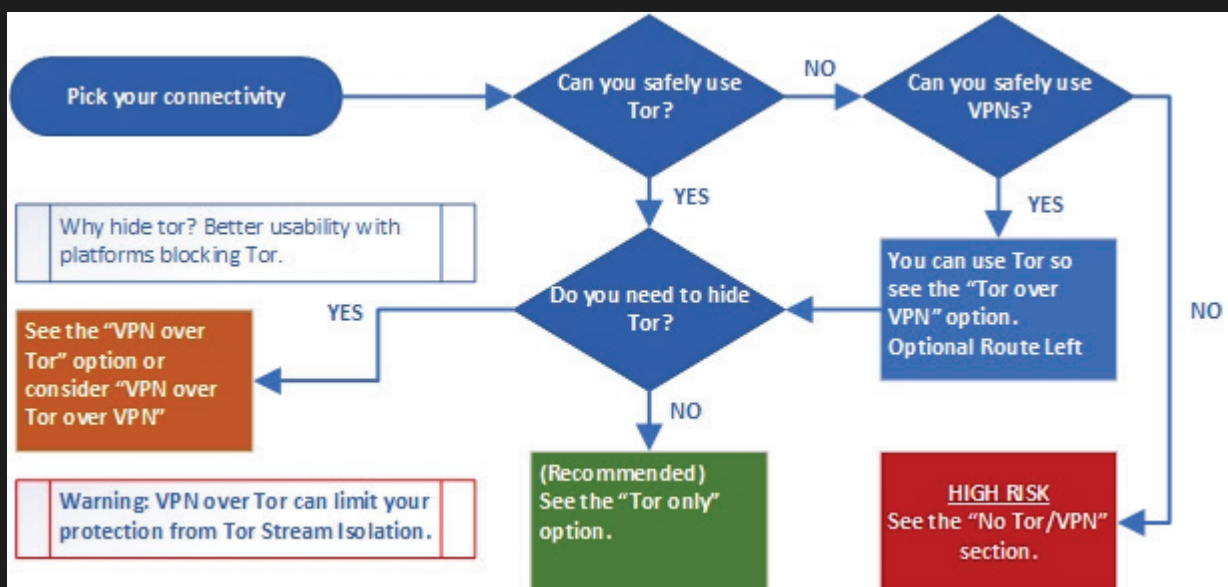 Pick your connectivity
Can you safely use
Tor?
NO
Can you safely use
VPNs?
YES
YES
Why hide tor? Better usability with
platforms blocking Tor.
Do you need to hide
Tor?
You can use Tor so
see the “Tor over
VPN” option.
Optional Route Left
NO
YES
See the “VPN over
Tor” option or
consider “VPN over
Tor over VPN”
NO
(Recommended)
See the “Tor only”
option.
HIGH RISK
See the “No Tor/VPN”
section.
Warning: VPN over Tor can limit your
protection from Tor Stream Isolation.